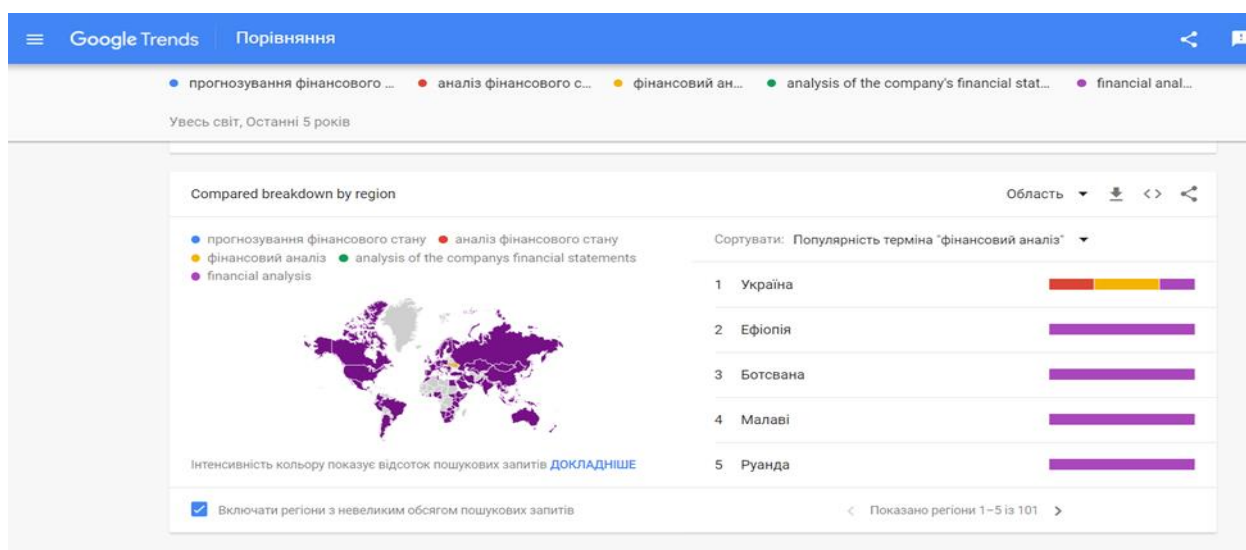 Google Trends Порівняння
прогнозування фінансового ... аналіз фінансового с... фінансовий ан... analysis of the company's financial stat... financial anal...
Увесь світ, Останні 5 років
Compared breakdown by region Область
прогнозування фінансового стану аналіз фінансового стану
фінансовий аналіз analysis of the companys financial statements
financial analysis
Сортувати: Популярність терміна "фінансовий аналіз"
1 Україна
2 Ефіопія
3 Ботсвана
4 Малаві
5 Руанда
Інтенсивність кольору показує відсоток пошукових запитів ДОКЛАДНІШЕ
Включати регіони з невеликим обсягом пошукових запитів
Показано регіони 1–5 із 101